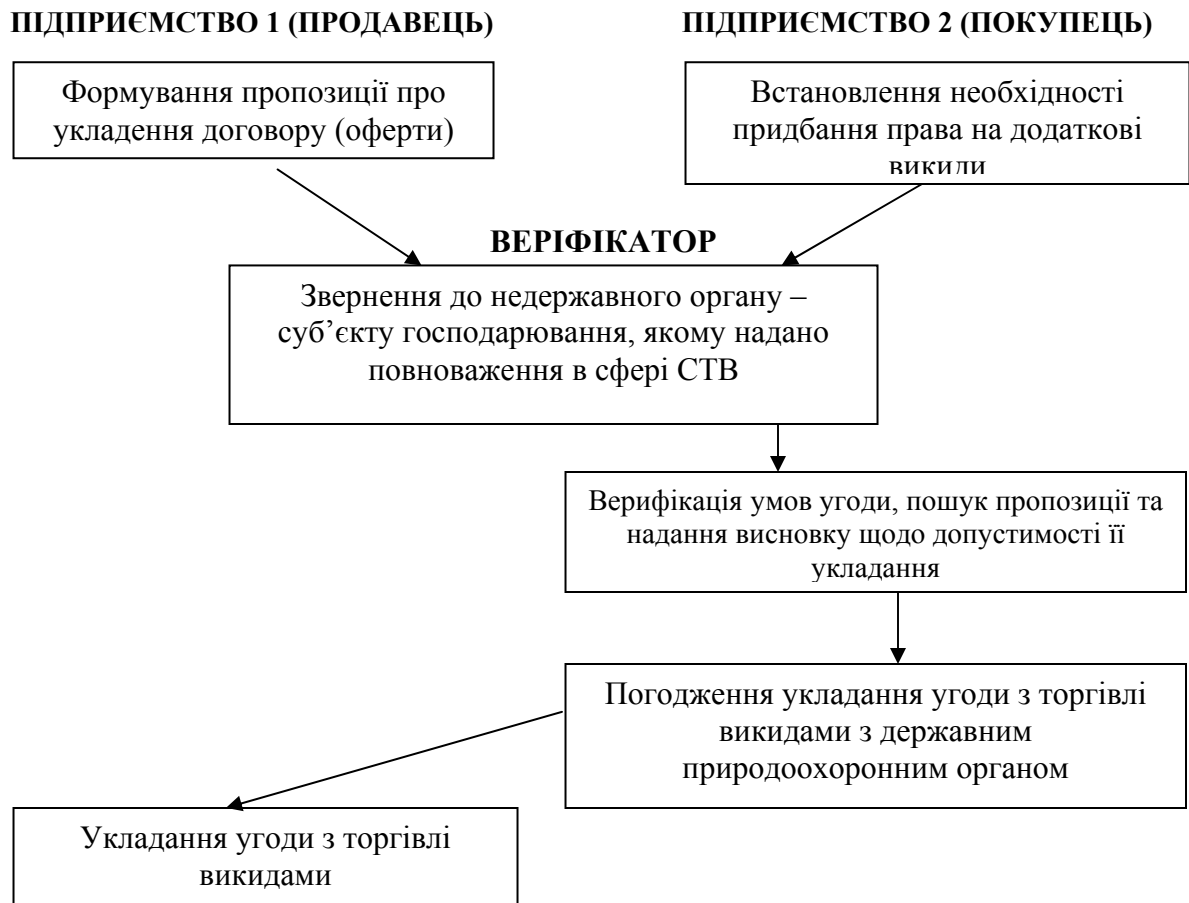 ПІДПРИЄМСТВО 1 (ПРОДАВЕЦЬ)
ПІДПРИЄМСТВО 2 (ПОКУПЕЦЬ)
Формування пропозиції про
укладення договору (оферти)
Встановлення необхідності
придбання права на додаткові
викиди
ВЕРІФІКАТОР
Звернення до недержавного органу –
суб’єкту господарювання, якому надано
повноваження в сфері СТВ
Верифікація умов угоди, пошук пропозиції та
надання висновку щодо допустимості її
укладання
Погодження укладання угоди з торгівлі
викидами з державним
природоохоронним органом
Укладання угоди з торгівлі
викидами